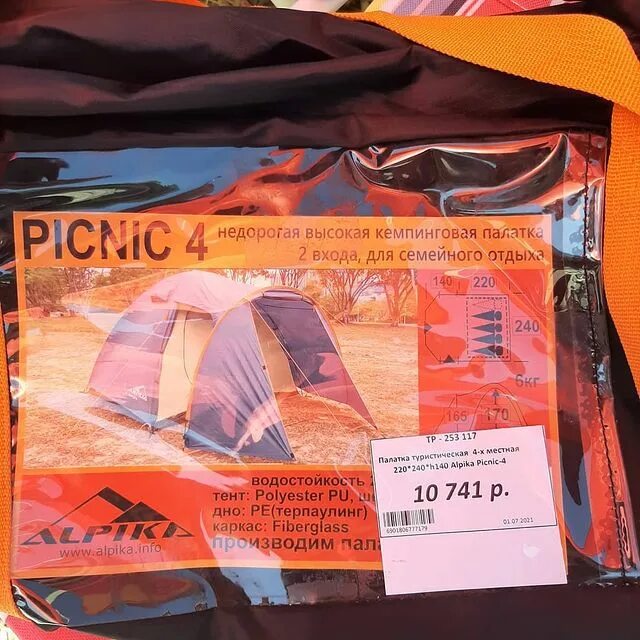 PICNIC 4
недорогая высокая кемпинговая палатка
2 входа, для семейного отдыха
140
220
240
6кг
165
170
TP - 253 117
Палатка туристическая 4-х местная
220*240*h140 Alpika Picnic-4
10 741 р.
6901806777179
01.07.2021
водостойкость
тент: Polyester PU,
дно: PE(терпаулинг)
каркас: Fiberglass
производим
ALPIKA
www.alpika.info